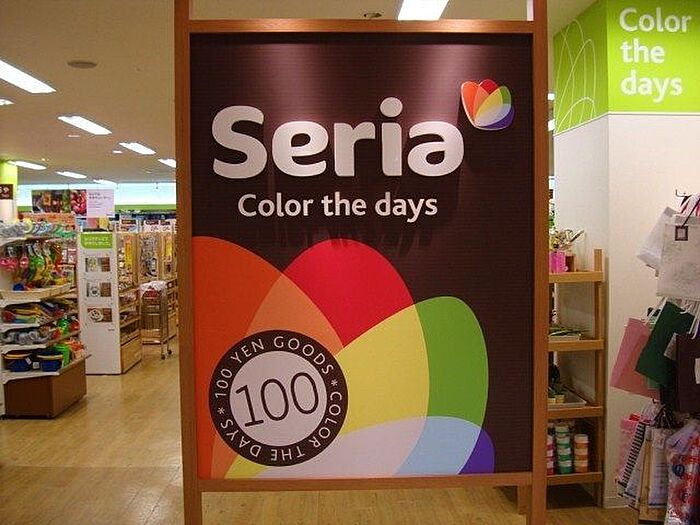 Seria
Color the days
*100 YEN GOODS*COLOR THE DAYS
100
Color
the
days